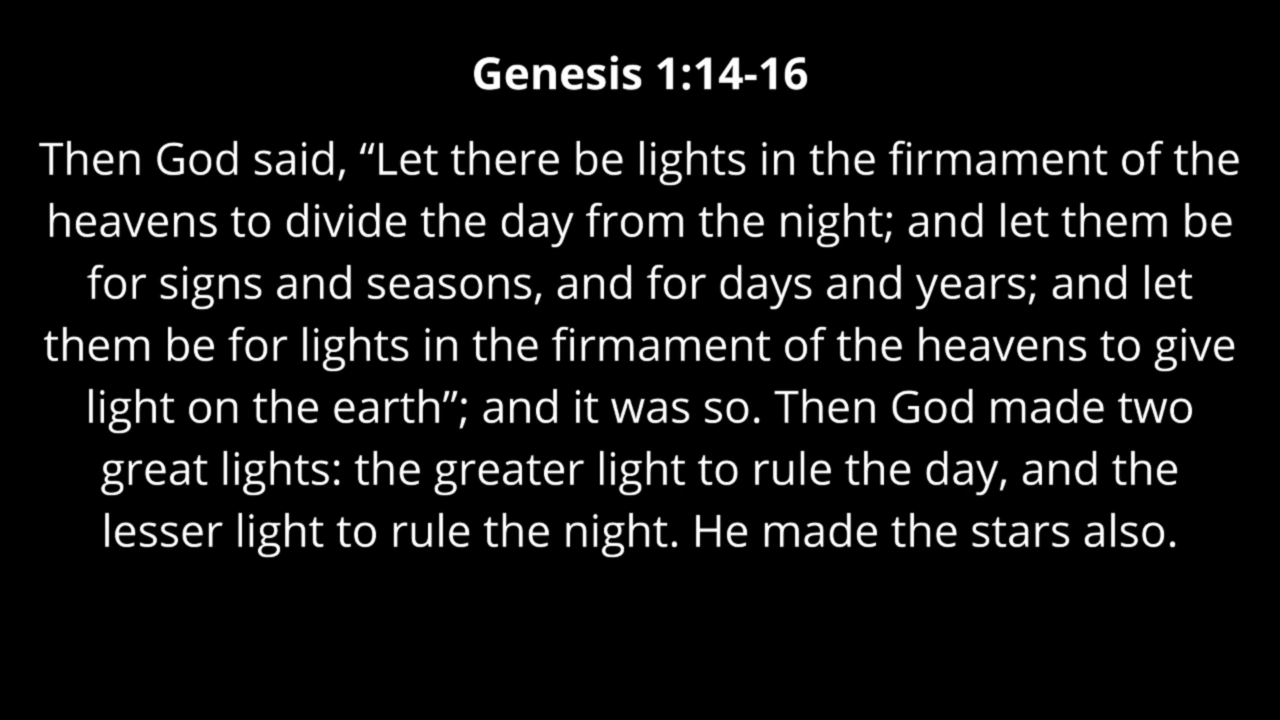 Genesis 1:14-16
Then God said, “Let there be lights in the firmament of the
heavens to divide the day from the night; and let them be
for signs and seasons, and for days and years; and let
them be for lights in the firmament of the heavens to give
light on the earth”; and it was so. Then God made two
great lights: the greater light to rule the day, and the
lesser light to rule the night. He made the stars also.